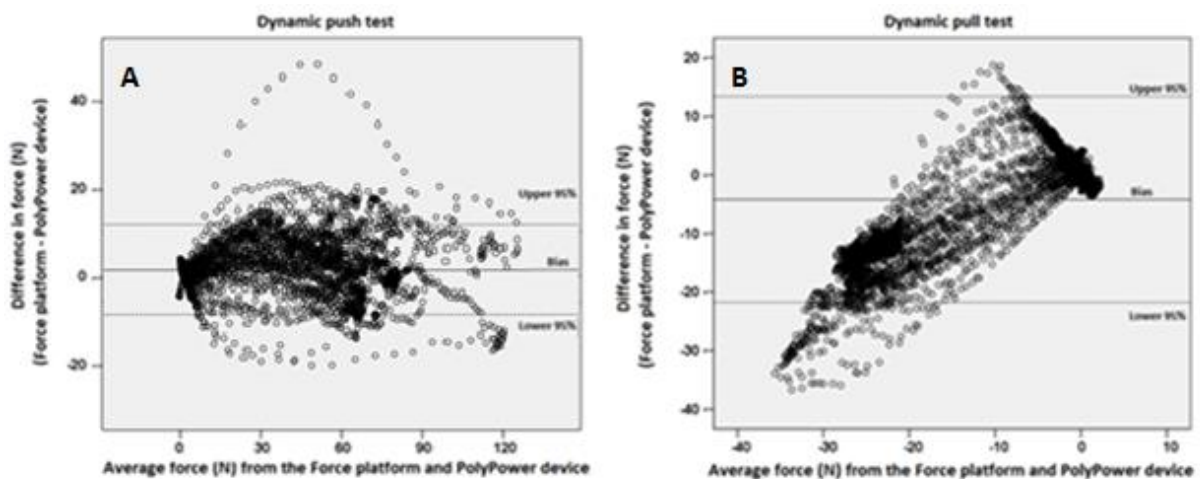 Dynamic push test
A
Difference in force (N)
(Force platform - PolyPower device)
40
20
0
-20
Upper 95%
Bias
Lower 95%
0
30
60
90
120
Average force (N) from the Force platform and PolyPower device
Dynamic pull test
B
Difference in force (N)
(Force platform - PolyPower device)
20
10
0
-10
-20
-30
-40
Upper 95%
Bias
Lower 95%
-40
-30
-20
-10
0
10
Average force (N) from the Force platform and PolyPower device